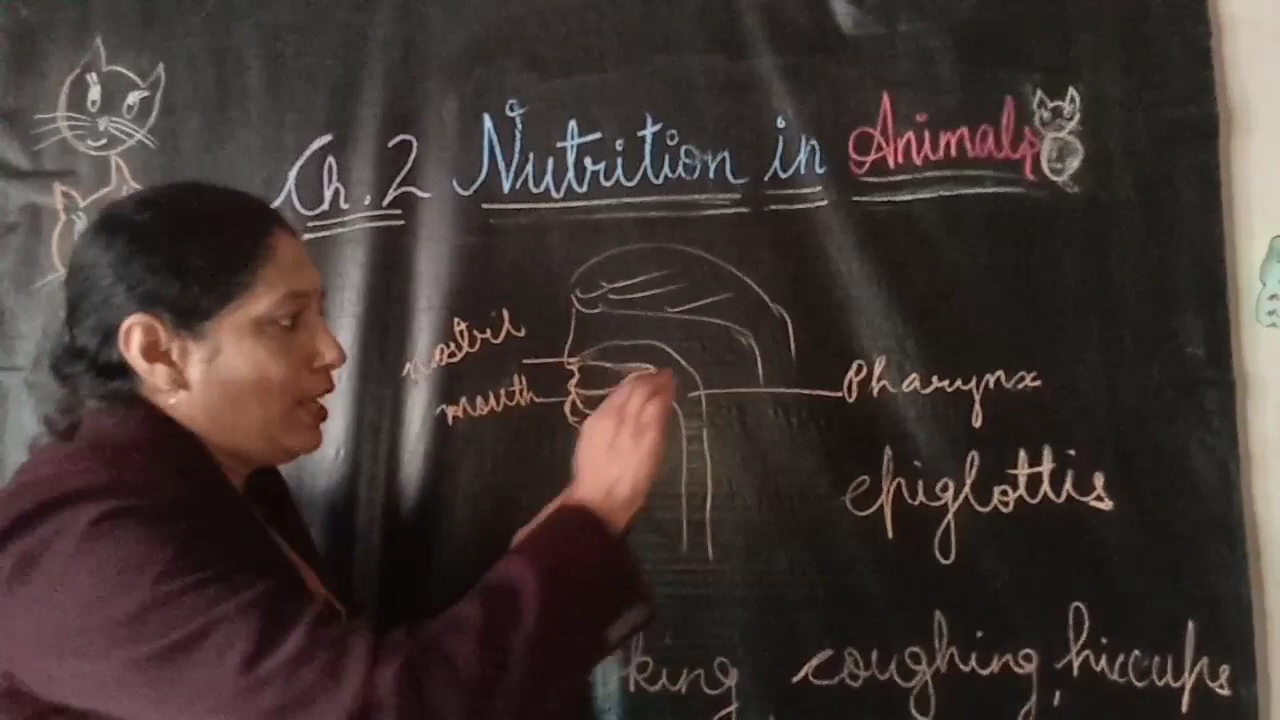 Ch.2 Nutrition in Animals
nostril
mouth
Pharynx
epiglottis
king, coughing, hiccups